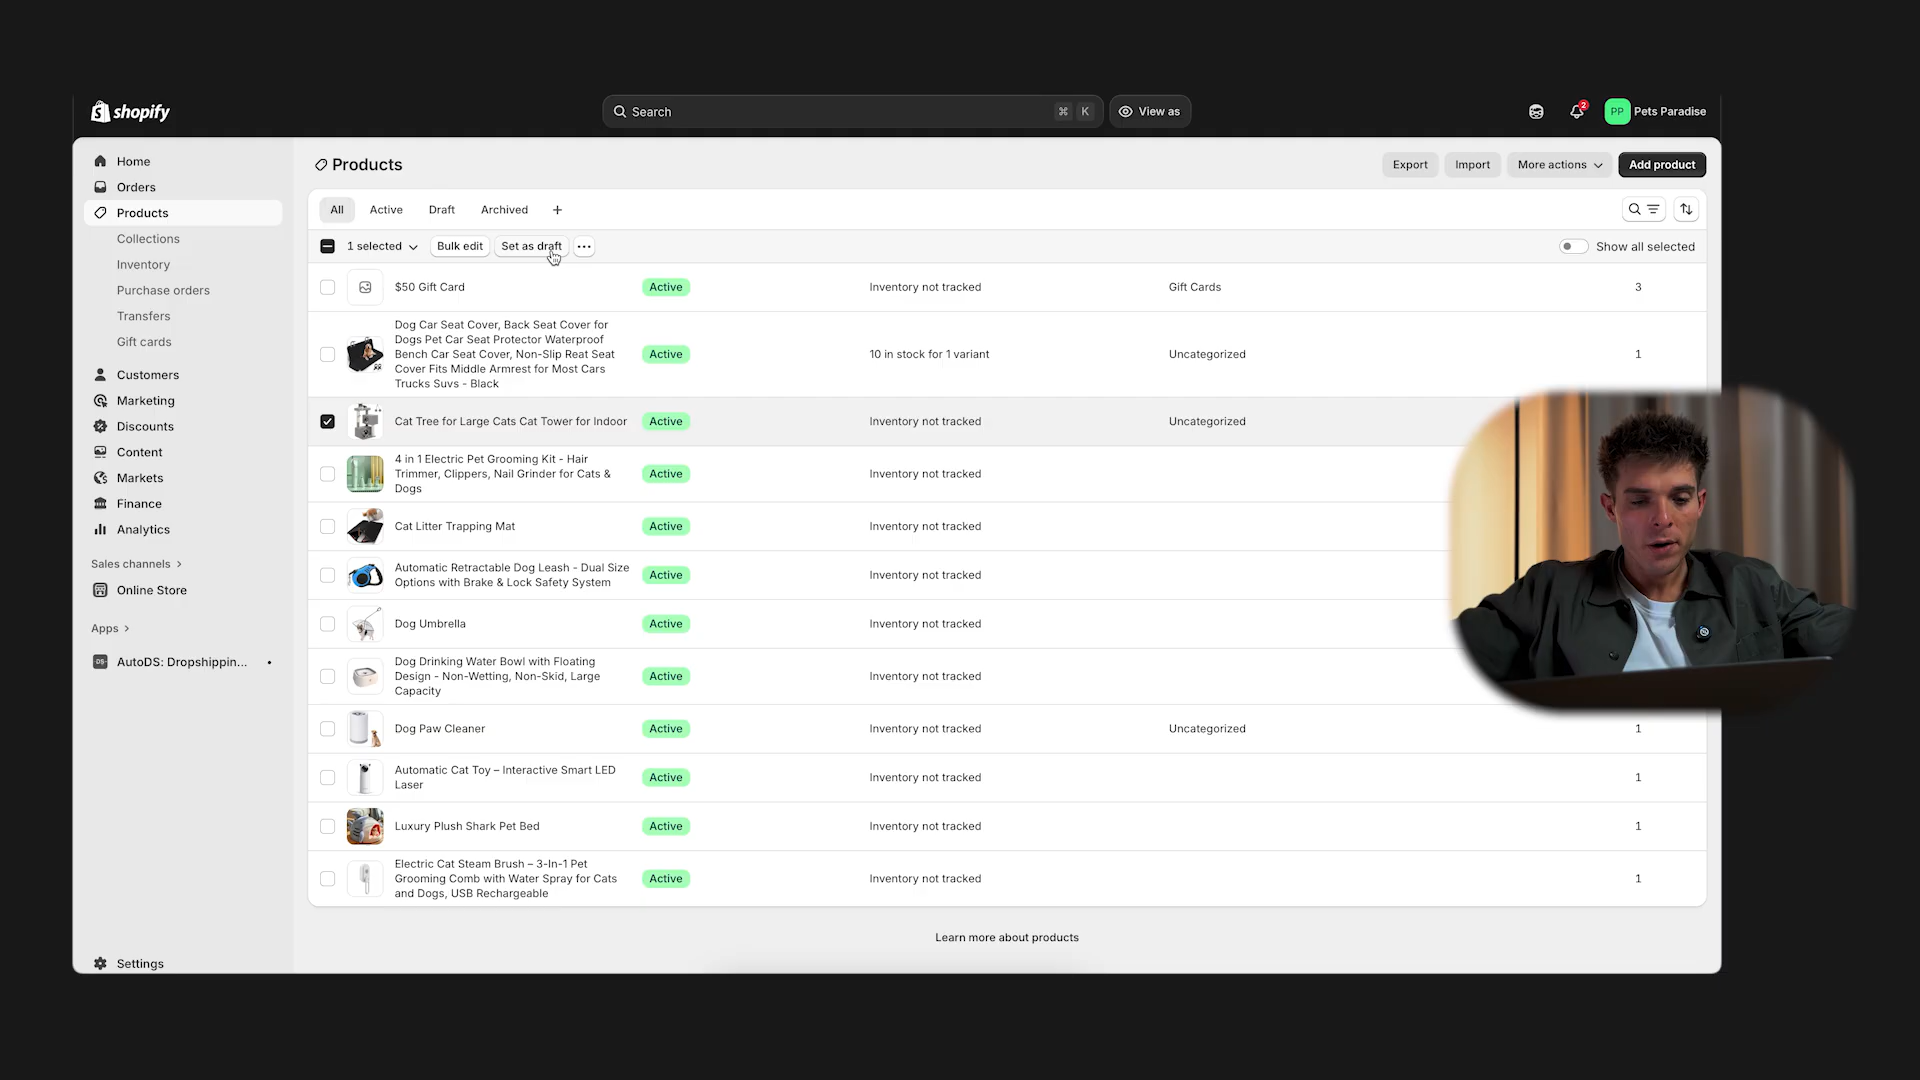 shopify
Search
⌘ K
View as
2
PP
Pets Paradise
Home
Orders
Products
Collections
Inventory
Purchase orders
Transfers
Gift cards
Customers
Marketing
Discounts
Content
Markets
Finance
Analytics
Sales channels
Online Store
Apps
DS
AutoDS: Dropshippin...
Settings
Products
Export
Import
More actions
Add product
All
Active
Draft
Archived
+
1 selected
Bulk edit
Set as draft
Show all selected
$50 Gift Card
Active
Inventory not tracked
Gift Cards
3
Dog Car Seat Cover, Back Seat Cover for
Dogs Pet Car Seat Protector Waterproof
Bench Car Seat Cover, Non-Slip Reat Seat
Cover Fits Middle Armrest for Most Cars
Trucks Suvs - Black
Active
10 in stock for 1 variant
Uncategorized
1
Cat Tree for Large Cats Cat Tower for Indoor
Active
Inventory not tracked
Uncategorized
4 in 1 Electric Pet Grooming Kit - Hair
Trimmer, Clippers, Nail Grinder for Cats &
Dogs
Active
Inventory not tracked
Cat Litter Trapping Mat
Active
Inventory not tracked
Automatic Retractable Dog Leash - Dual Size
Options with Brake & Lock Safety System
Active
Inventory not tracked
Dog Umbrella
Active
Inventory not tracked
Dog Drinking Water Bowl with Floating
Design - Non-Wetting, Non-Skid, Large
Capacity
Active
Inventory not tracked
Dog Paw Cleaner
Active
Inventory not tracked
Uncategorized
1
Automatic Cat Toy – Interactive Smart LED
Laser
Active
Inventory not tracked
1
Luxury Plush Shark Pet Bed
Active
Inventory not tracked
1
Electric Cat Steam Brush – 3-In-1 Pet
Grooming Comb with Water Spray for Cats
and Dogs, USB Rechargeable
Active
Inventory not tracked
1
Learn more about products